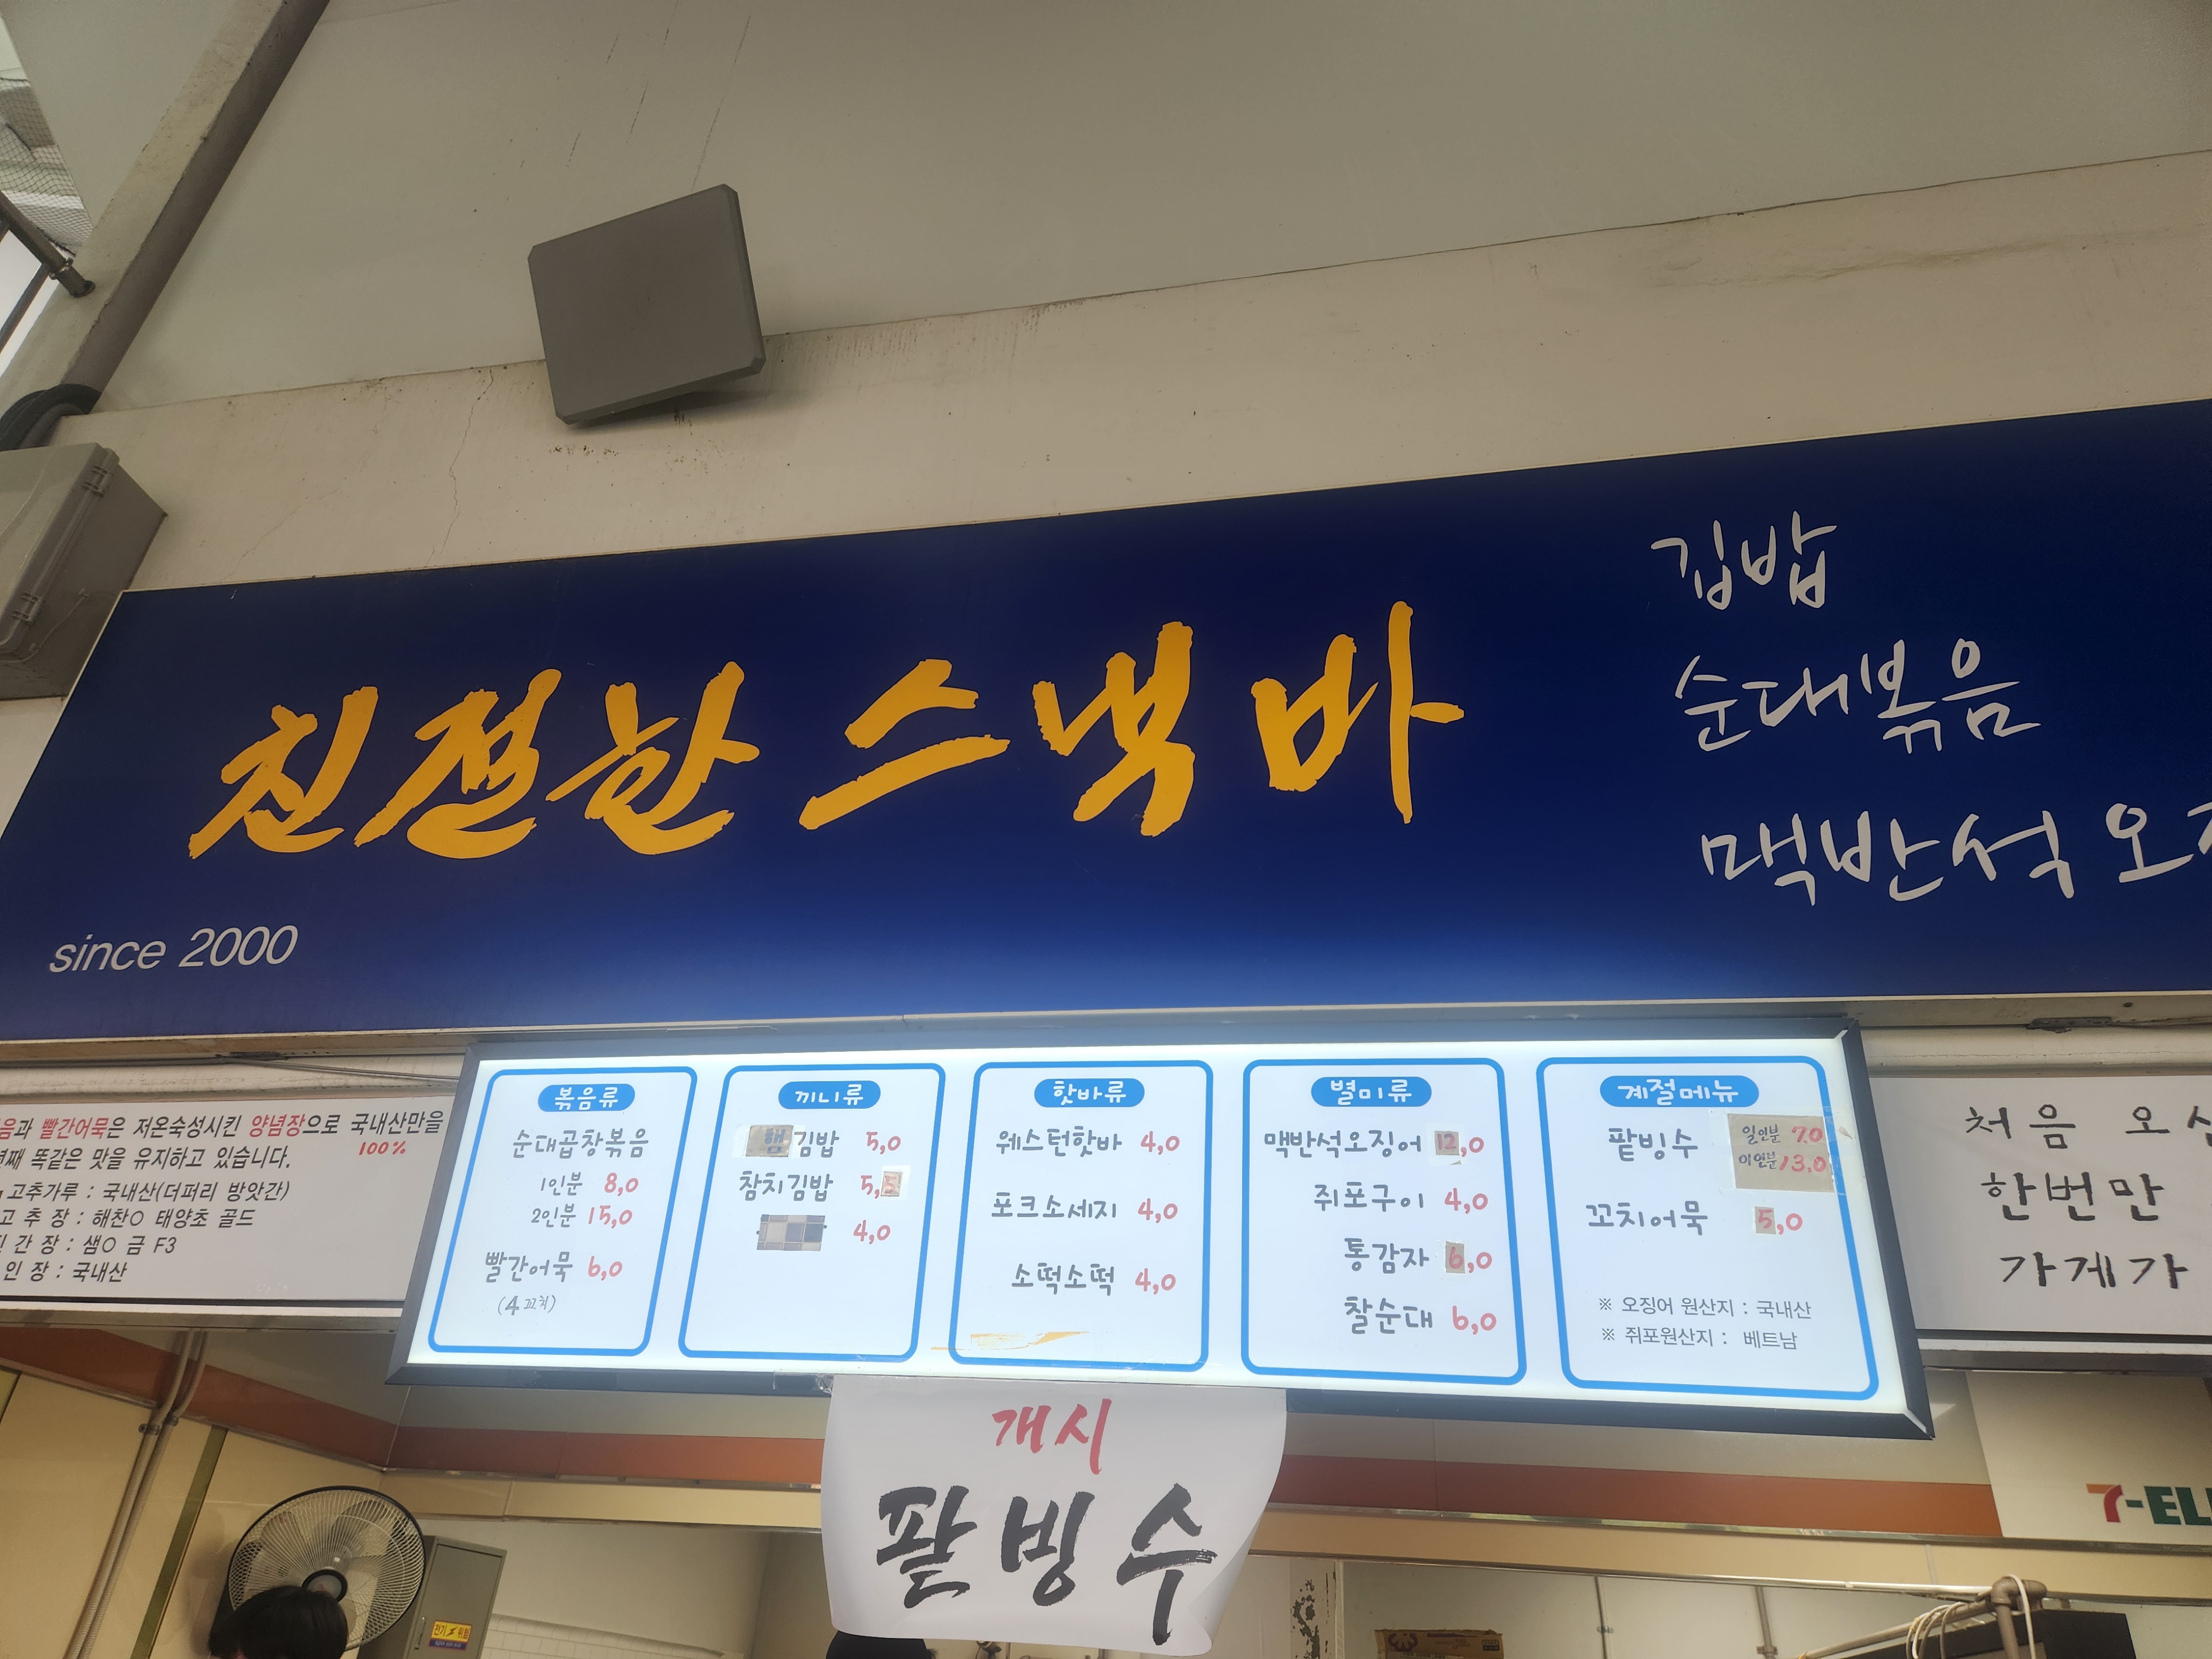 친절한 스낵바
since 2000
김밥
순대볶음
맥반석 오
빨간어묵은 저온숙성시킨 양념장으로 국내산만을
100%
똑같은 맛을 유지하고 있습니다.
고추가루 : 국내산(더퍼리 방앗간)
고 추 장 : 해찬O 태양초 골드
간 장 : 샘O 금 F3
인 장 : 국내산
볶음류
순대곱창볶음
1인분 8,0
2인분 15,0
빨간어묵 6,0
(4꼬치)
끼니류
햄김밥 5,0
참치김밥 5,5
4,0
핫바류
웨스턴핫바 4,0
포크소세지 4,0
소떡소떡 4,0
별미류
맥반석오징어 12,0
쥐포구이 4,0
통감자 6,0
찰순대 6,0
계절메뉴
팥빙수 일인분 7.0
이인분 13.0
꼬치어묵 5,0
※ 오징어 원산지 : 국내산
※ 쥐포원산지 : 베트남
처음 오신
한번만
가게가
개시
팥빙수
7-EL
전기 위험